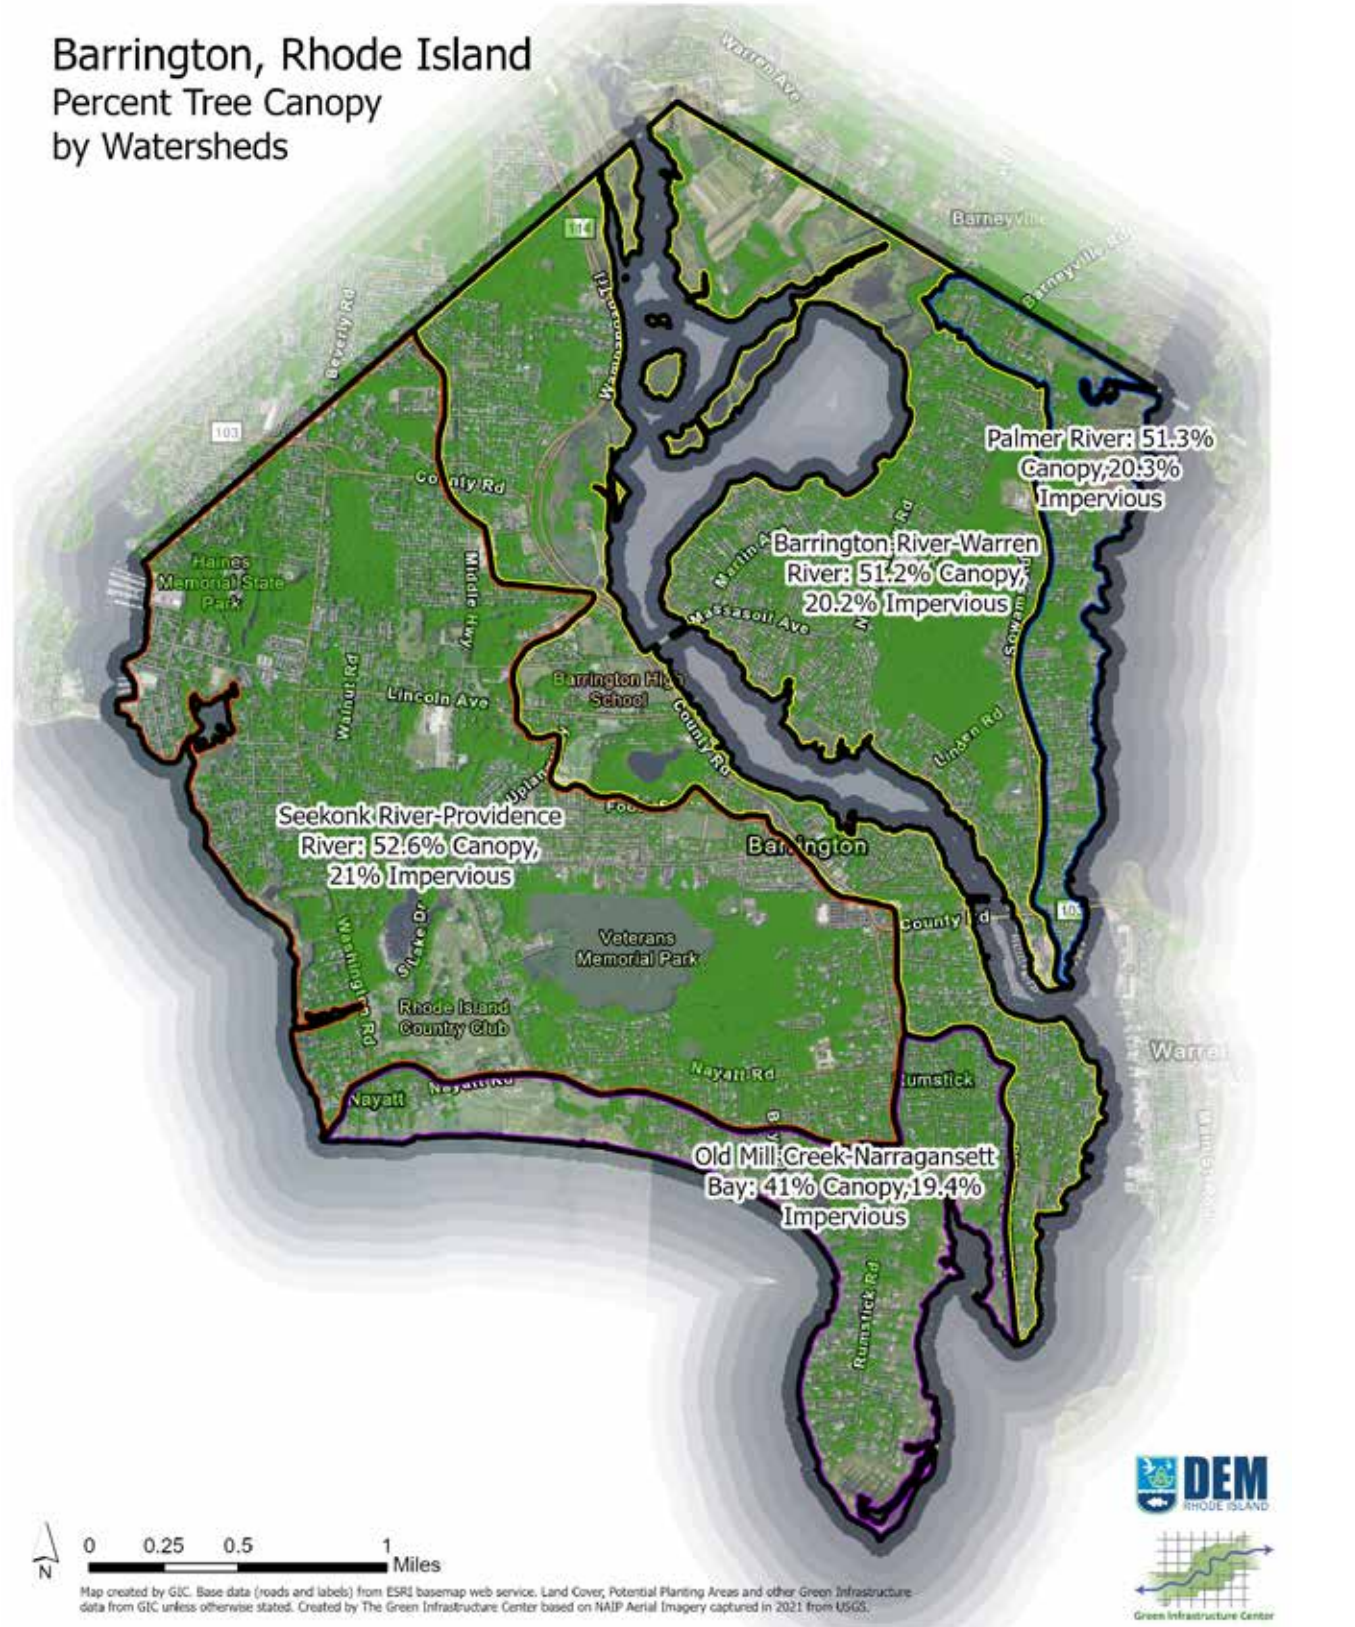 Barrington, Rhode Island
Percent Tree Canopy
by Watersheds
Warren Ave
Barneyville
Barneyville Rd
114
Beverly Rd
103
County Rd
Palmer River: 51.3%
Canopy,20.3%
Impervious
Barrington River-Warren
River: 51.2% Canopy,
20.2% Impervious
Haines
Memorial State
Park
Middle Hwy
Massasoit Ave
Walnut Rd
Lincoln Ave
Barrington High
School
County Rd
Linden Rd
Seekonk River-Providence
River: 52.6% Canopy,
21% Impervious
Barrington
County Rd
103
S Lake Dr
Washington Rd
Veterans
Memorial Park
Rhode Island
Country Club
Nayatt Rd
Nayatt Rd
Nayatt
Rumstick
Warren
Old Mill Creek-Narragansett
Bay: 41% Canopy,19.4%
Impervious
Rumstick Rd
DEM
RHODE ISLAND
N
0 0.25 0.5 1
Miles
Map created by GIC. Base data (roads and labels) from ESRI basemap web service. Land Cover, Potential Planting Areas and other Green Infrastructure
data from GIC unless otherwise stated. Created by The Green Infrastructure Center based on NAIP Aerial Imagery captured in 2021 from USGS.
Green Infrastructure Center